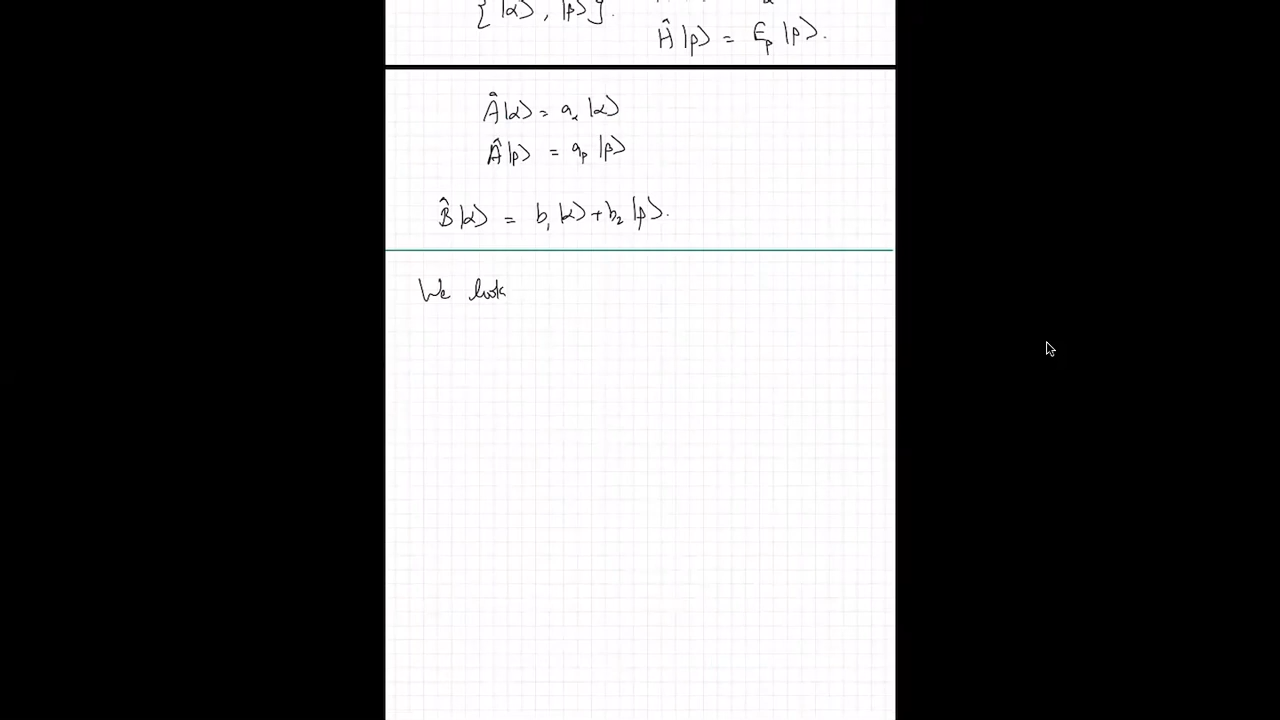 { |α⟩ , |β⟩ }.
Ĥ |β⟩ = E_β |β⟩.
Â |α⟩ = a_α |α⟩
Â |β⟩ = a_β |β⟩
B̂ |α⟩ = b_1 |α⟩ + b_2 |β⟩.
We look